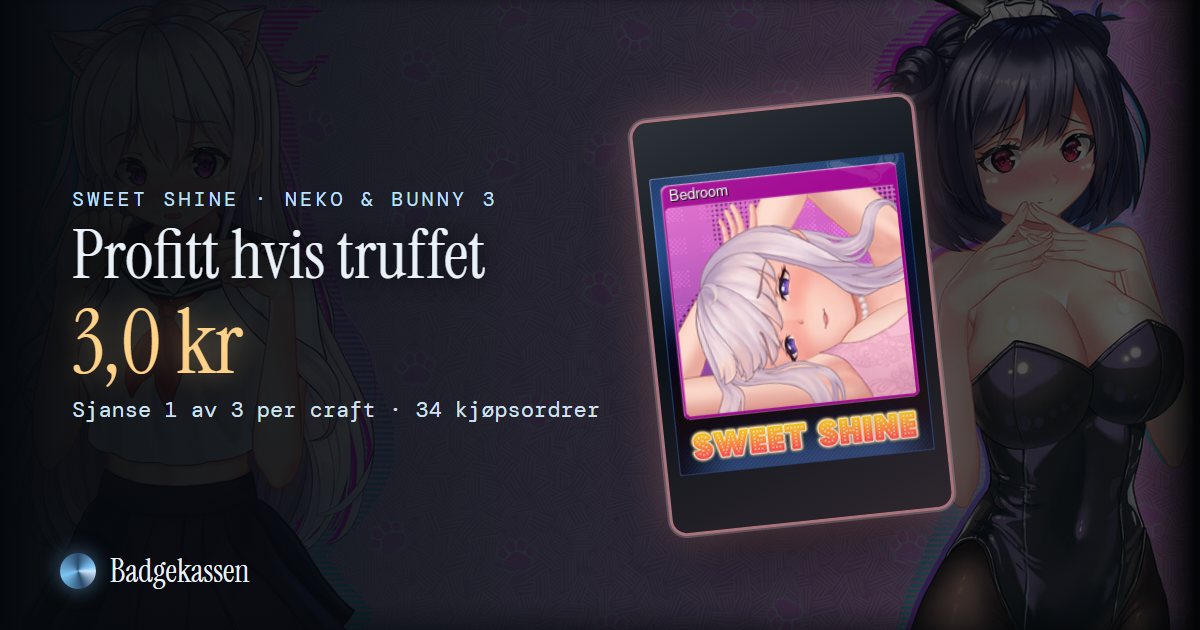 SWEET SHINE · NEKO & BUNNY 3
Profitt hvis truffet
3,0 kr
Sjanse 1 av 3 per craft · 34 kjøpsordrer
Badgekassen
Bedroom
SWEET SHINE